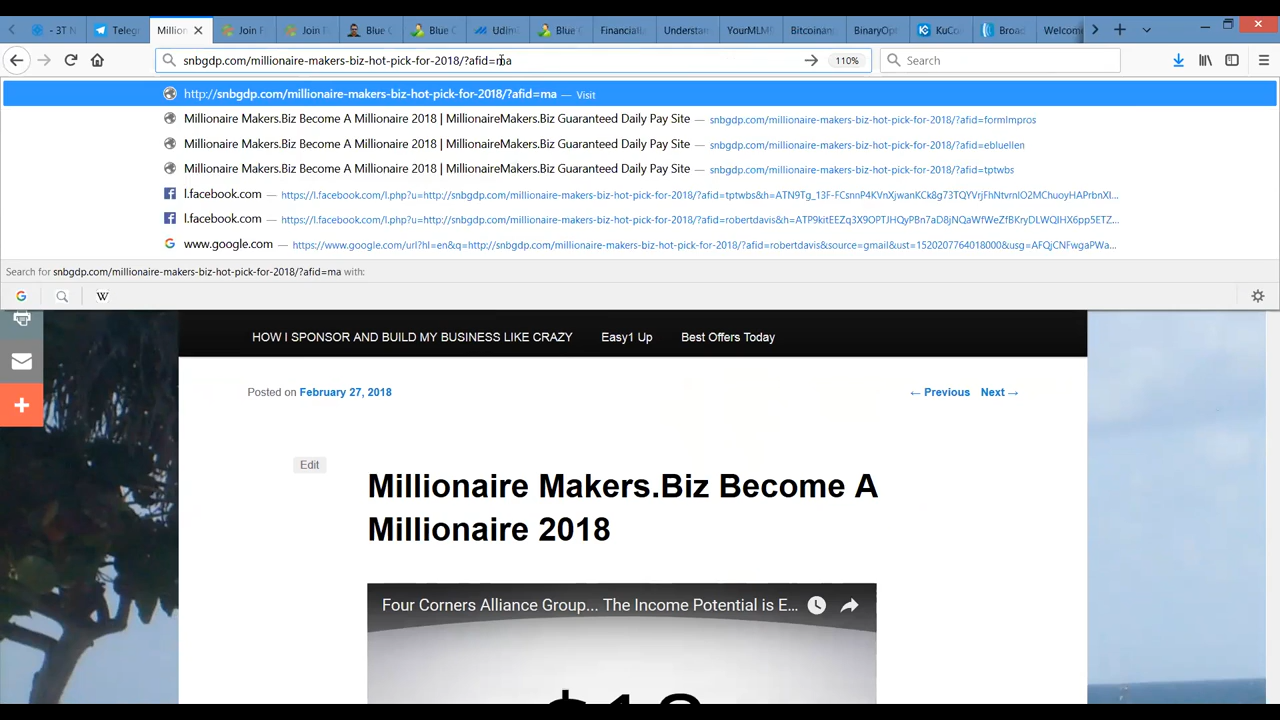 - 3T N Telegr Million Join F Join F Blue C Blue C Udim Blue C Financial Understan YourMLM Bitcoinan BinaryOpt KuCo Broad Welcome
snbgdp.com/millionaire-makers-biz-hot-pick-for-2018/?afid=ma 110% Search
http://snbgdp.com/millionaire-makers-biz-hot-pick-for-2018/?afid=ma — Visit
Millionaire Makers.Biz Become A Millionaire 2018 | MillionaireMakers.Biz Guaranteed Daily Pay Site — snbgdp.com/millionaire-makers-biz-hot-pick-for-2018/?afid=formlmpros
Millionaire Makers.Biz Become A Millionaire 2018 | MillionaireMakers.Biz Guaranteed Daily Pay Site — snbgdp.com/millionaire-makers-biz-hot-pick-for-2018/?afid=ebluellen
Millionaire Makers.Biz Become A Millionaire 2018 | MillionaireMakers.Biz Guaranteed Daily Pay Site — snbgdp.com/millionaire-makers-biz-hot-pick-for-2018/?afid=tptwbs
l.facebook.com — https://l.facebook.com/l.php?u=http://snbgdp.com/millionaire-makers-biz-hot-pick-for-2018/?afid=tptwbs&h=ATN9Tg_13F-FCsnnP4KVnXjwanKCk8g73TQYVrjFhNtvrnlO2MChuoyHAPrbnXI...
l.facebook.com — https://l.facebook.com/l.php?u=http://snbgdp.com/millionaire-makers-biz-hot-pick-for-2018/?afid=robertdavis&h=ATP9kitEEZq3X9OPTJHQyPBn7aD8jNQaWfWeZfBKryDLWQIHX6pp5ETZ...
www.google.com — https://www.google.com/url?hl=en&q=http://snbgdp.com/millionaire-makers-biz-hot-pick-for-2018/?afid=robertdavis&source=gmail&ust=1520207764018000&usg=AFQjCNFwgaPWa...
Search for snbgdp.com/millionaire-makers-biz-hot-pick-for-2018/?afid=ma with:
G W
HOW I SPONSOR AND BUILD MY BUSINESS LIKE CRAZY Easy1 Up Best Offers Today
Posted on February 27, 2018 ← Previous Next →
Edit
Millionaire Makers.Biz Become A
Millionaire 2018
Four Corners Alliance Group... The Income Potential is E...